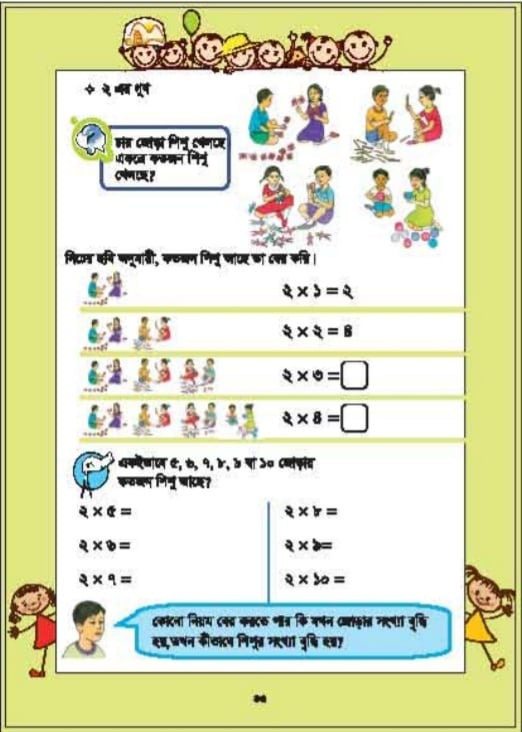 ❖ ২ এর গুণ
চার জোড়া শিশু খেলছে
একত্রে কতজন শিশু
খেলছে?
নিচের ছবি অনুযায়ী, কতজন শিশু আছে তা বের করি।
২ × ১ = ২
২ × ২ = ৪
২ × ৩ =
২ × ৪ =
একইভাবে ৫, ৬, ৭, ৮, ৯ বা ১০ জোড়ায়
কতজন শিশু আছে?
২ × ৫ =
২ × ৬ =
২ × ৭ =
২ × ৮ =
২ × ৯=
২ × ১০ =
কোনো নিয়ম বের করতে পার কি যখন জোড়ার সংখ্যা বৃদ্ধি
হয়,তখন কীভাবে শিশুর সংখ্যা বৃদ্ধি হয়?